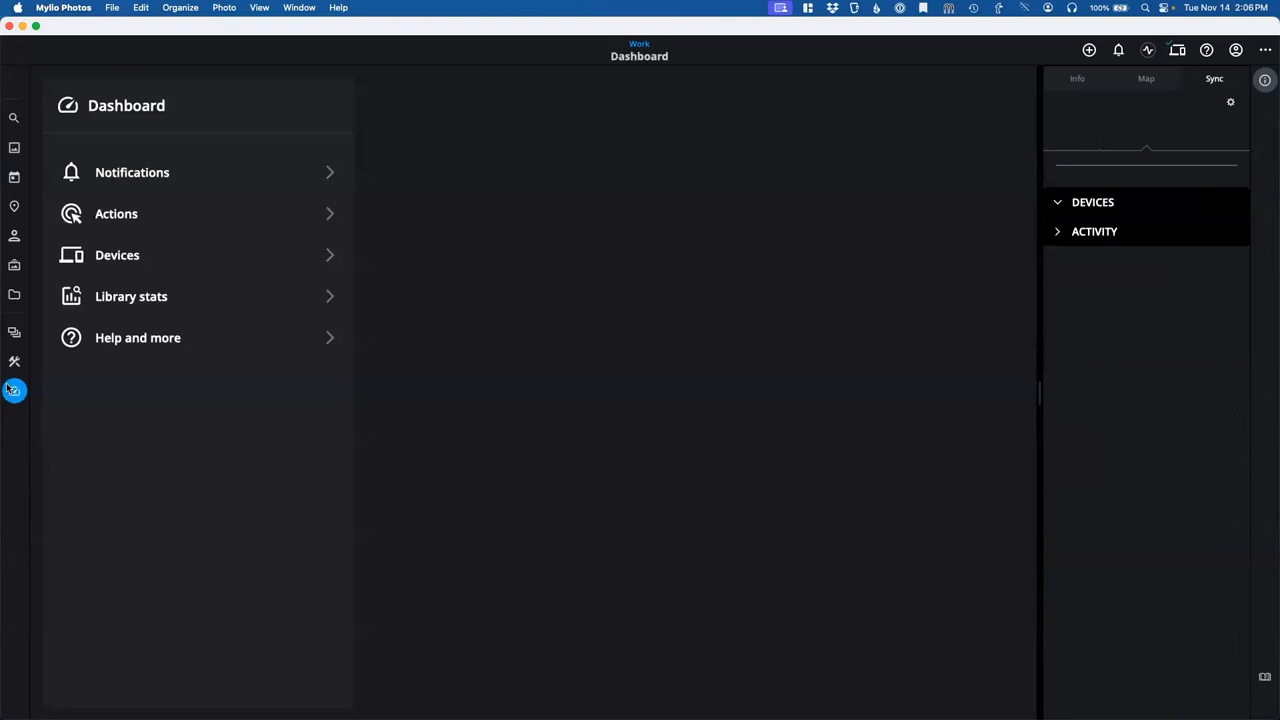 Mylio Photos File Edit Organize Photo View Window Help 100% Tue Nov 14 2:06 PM
Work
Dashboard
Info Map Sync
Dashboard
Notifications
Actions
Devices
Library stats
Help and more
DEVICES
ACTIVITY